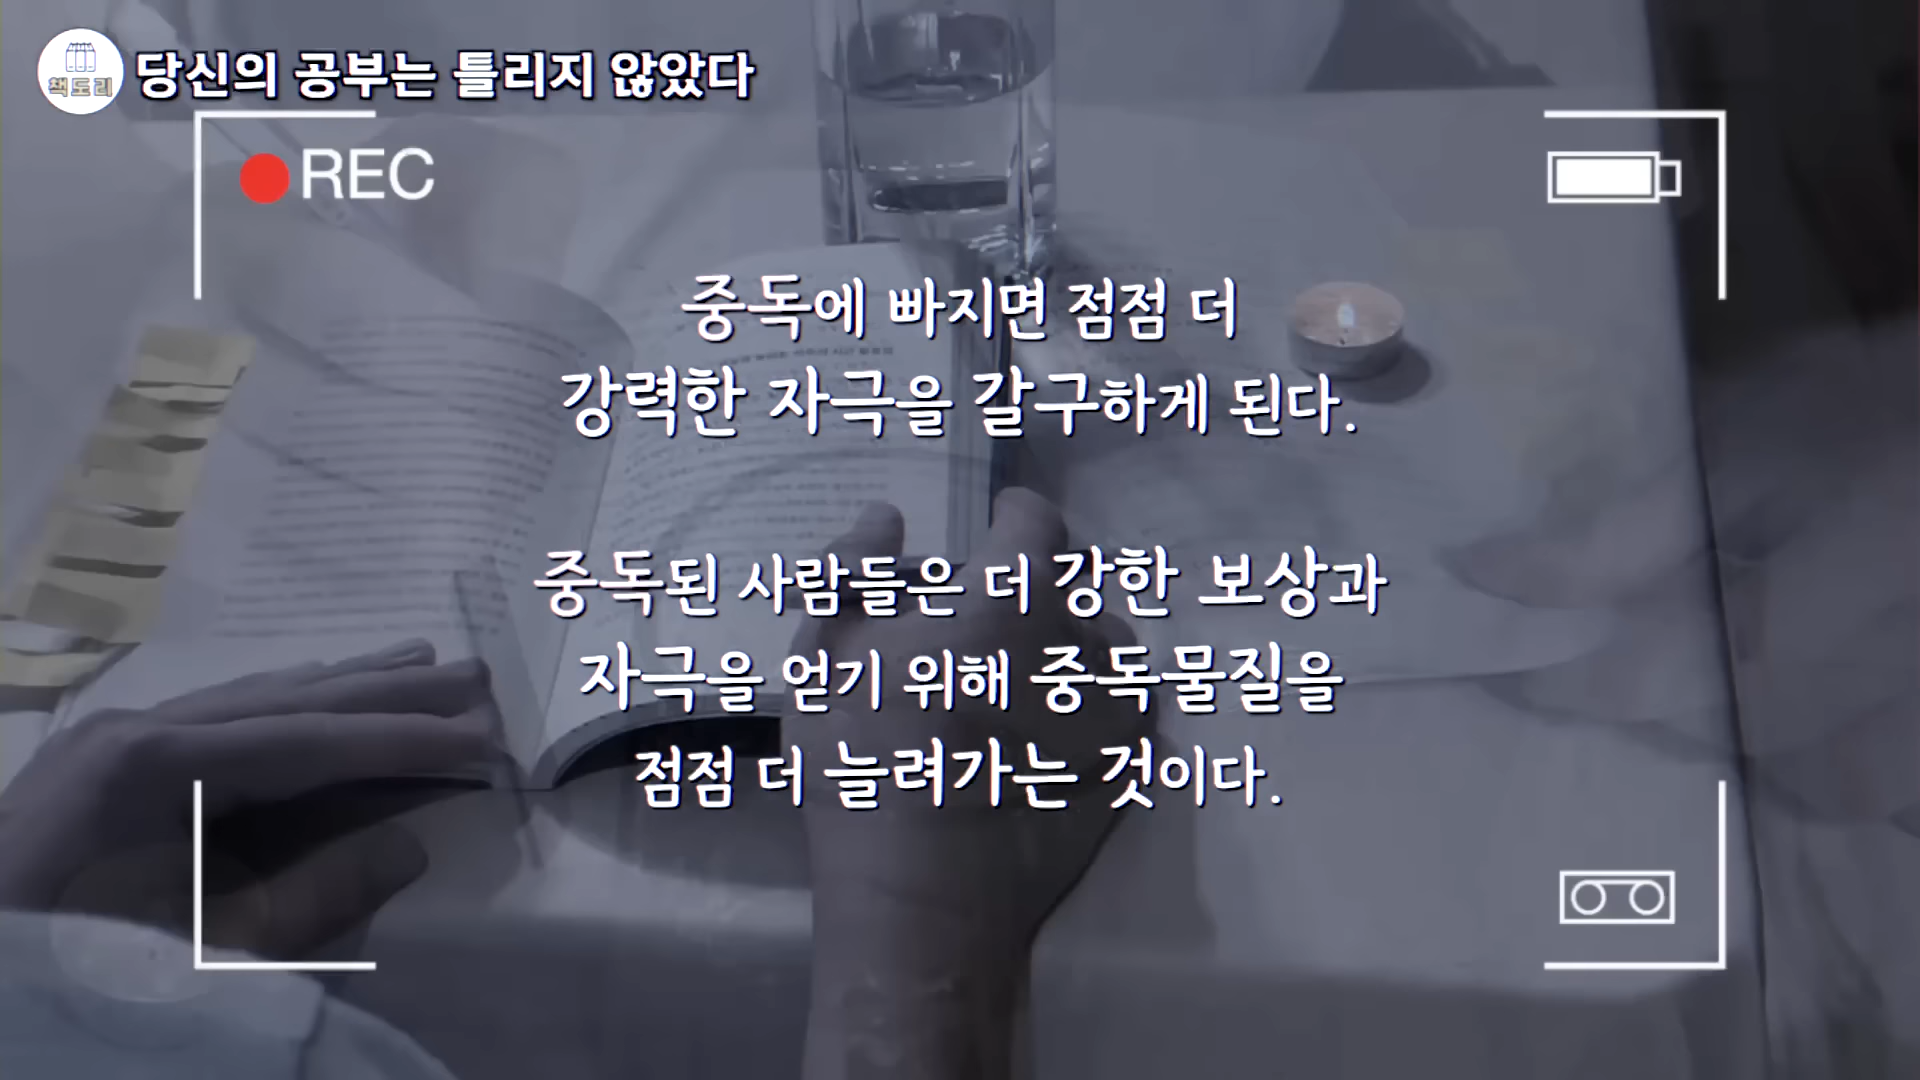 책도리
당신의 공부는 틀리지 않았다
REC
중독에 빠지면 점점 더
강력한 자극을 갈구하게 된다.
중독된 사람들은 더 강한 보상과
자극을 얻기 위해 중독물질을
점점 더 늘려가는 것이다.